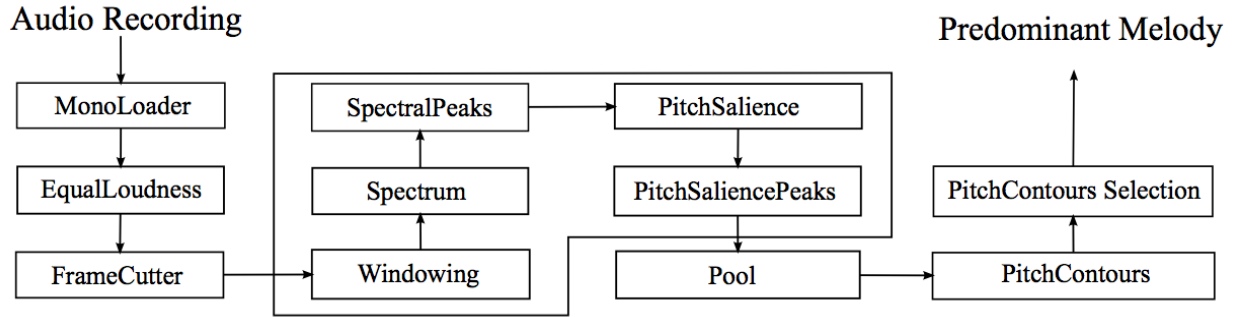 Audio Recording
MonoLoader
EqualLoudness
FrameCutter
Windowing
Spectrum
SpectralPeaks
PitchSalience
PitchSaliencePeaks
Pool
PitchContours
PitchContours Selection
Predominant Melody